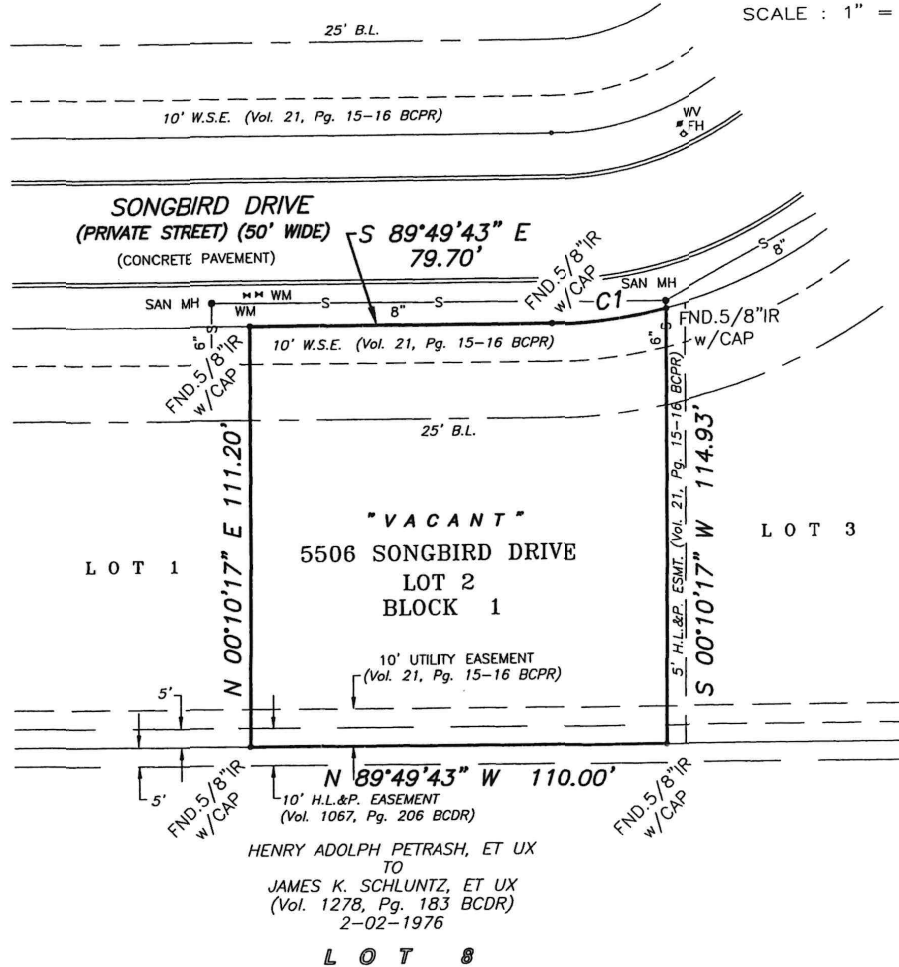 SCALE : 1" =
25' B.L.
10' W.S.E. (Vol. 21, Pg. 15-16 BCPR)
WV
FH
SONGBIRD DRIVE
(PRIVATE STREET) (50' WIDE)
(CONCRETE PAVEMENT)
S 89°49'43" E
79.70'
FND.5/8"IR
w/CAP
C1
SAN MH
S
8"
SAN MH
WM
WM
S
8"
S
6"
S
FND.5/8"IR
w/CAP
10' W.S.E. (Vol. 21, Pg. 15-16 BCPR)
6"
S
FND.5/8"IR
w/CAP
25' B.L.
N 00°10'17" E 111.20'
"VACANT"
5506 SONGBIRD DRIVE
LOT 2
BLOCK 1
LOT 1
LOT 3
5' H.L.&P. ESMT. (Vol. 21, Pg. 15-16 BCPR)
S 00°10'17" W 114.93'
10' UTILITY EASEMENT
(Vol. 21, Pg. 15-16 BCPR)
5'
5'
N 89°49'43" W 110.00'
FND.5/8"IR
w/CAP
10' H.L.&P. EASEMENT
(Vol. 1067, Pg. 206 BCDR)
FND.5/8"IR
w/CAP
HENRY ADOLPH PETRASH, ET UX
TO
JAMES K. SCHLUNTZ, ET UX
(Vol. 1278, Pg. 183 BCDR)
2-02-1976
LOT 8